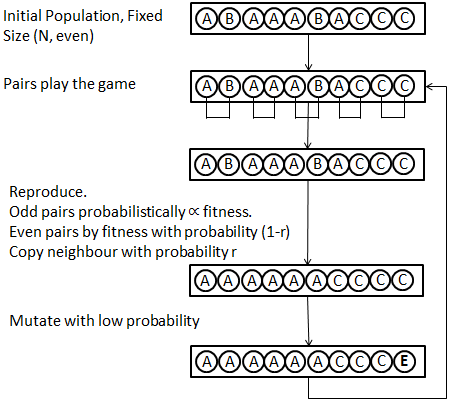 Initial Population, Fixed
Size (N, even)
A B A A A B A C C C
Pairs play the game
A B A A A B A C C C
A B A A A B A C C C
Reproduce.
Odd pairs probabilistically ∝ fitness.
Even pairs by fitness with probability (1-r)
Copy neighbour with probability r
A A A A A A C C C C
Mutate with low probability
A A A A A A C C C E